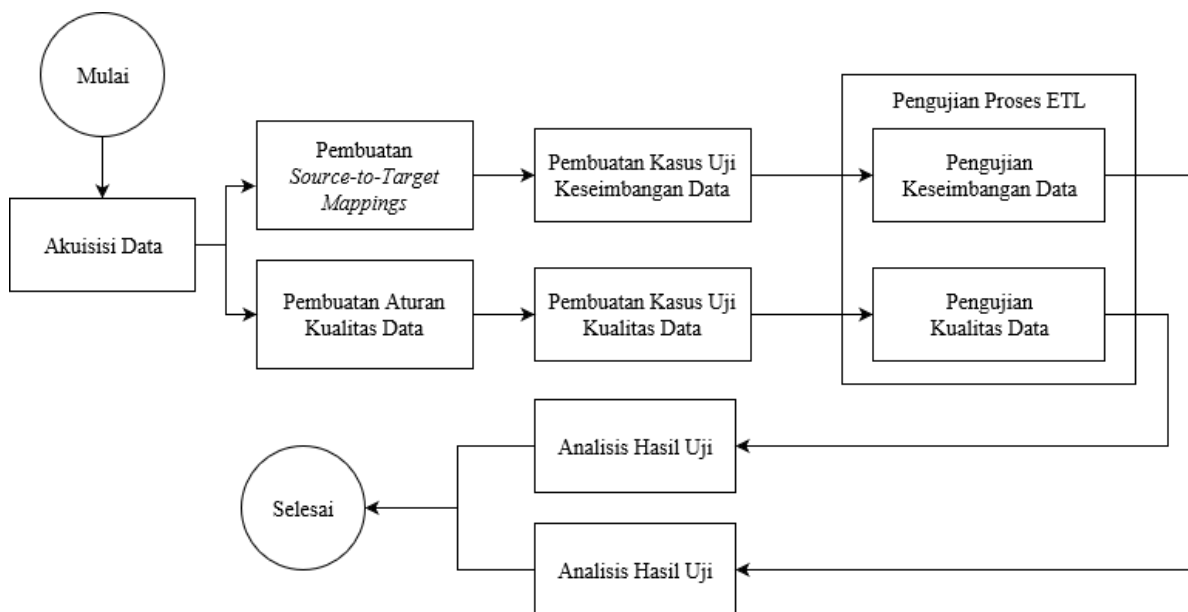 Mulai
Akuisisi Data
Pembuatan
Source-to-Target
Mappings
Pembuatan Kasus Uji
Keseimbangan Data
Pengujian Proses ETL
Pengujian
Keseimbangan Data
Pembuatan Aturan
Kualitas Data
Pembuatan Kasus Uji
Kualitas Data
Pengujian
Kualitas Data
Analisis Hasil Uji
Selesai
Analisis Hasil Uji